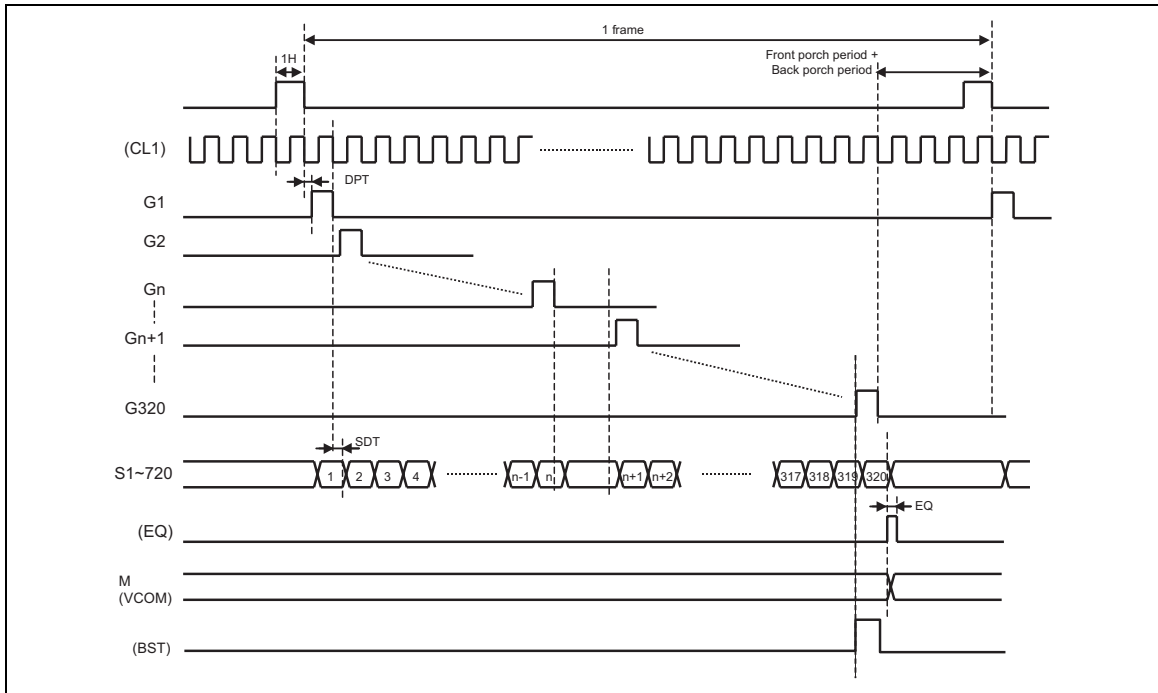 1 frame
1H
Front porch period +
Back porch period
(CL1)
DPT
G1
G2
Gn
Gn+1
G320
SDT
S1~720
1 2 3 4 n-1 n n+1 n+2 317 318 319 320
EQ
(EQ)
M
(VCOM)
(BST)